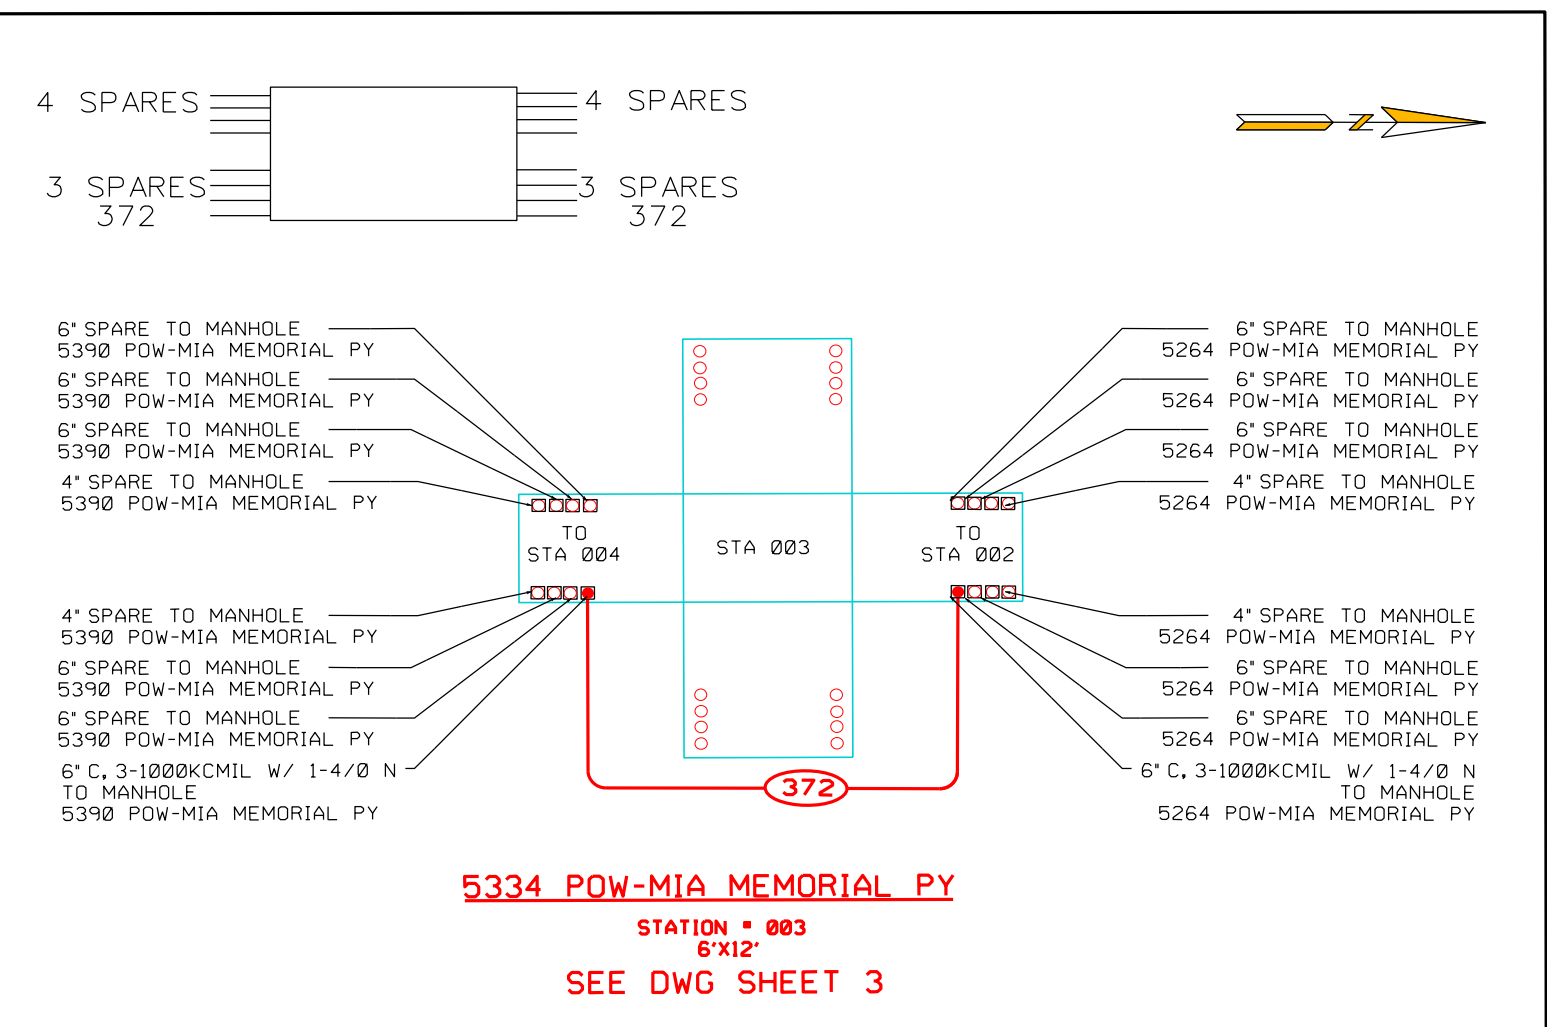 4 SPARES
4 SPARES
3 SPARES
372
3 SPARES
372
Z
6" SPARE TO MANHOLE
5390 POW-MIA MEMORIAL PY
6" SPARE TO MANHOLE
5390 POW-MIA MEMORIAL PY
6" SPARE TO MANHOLE
5390 POW-MIA MEMORIAL PY
4" SPARE TO MANHOLE
5390 POW-MIA MEMORIAL PY
6" SPARE TO MANHOLE
5264 POW-MIA MEMORIAL PY
6" SPARE TO MANHOLE
5264 POW-MIA MEMORIAL PY
6" SPARE TO MANHOLE
5264 POW-MIA MEMORIAL PY
4" SPARE TO MANHOLE
5264 POW-MIA MEMORIAL PY
TO
STA 004
STA 003
TO
STA 002
4" SPARE TO MANHOLE
5390 POW-MIA MEMORIAL PY
6" SPARE TO MANHOLE
5390 POW-MIA MEMORIAL PY
6" SPARE TO MANHOLE
5390 POW-MIA MEMORIAL PY
6" C, 3-1000KCMIL W/ 1-4/0 N
TO MANHOLE
5390 POW-MIA MEMORIAL PY
4" SPARE TO MANHOLE
5264 POW-MIA MEMORIAL PY
6" SPARE TO MANHOLE
5264 POW-MIA MEMORIAL PY
6" SPARE TO MANHOLE
5264 POW-MIA MEMORIAL PY
6" C, 3-1000KCMIL W/ 1-4/0 N
TO MANHOLE
5264 POW-MIA MEMORIAL PY
372
5334 POW-MIA MEMORIAL PY
STATION " 003
6'X12'
SEE DWG SHEET 3